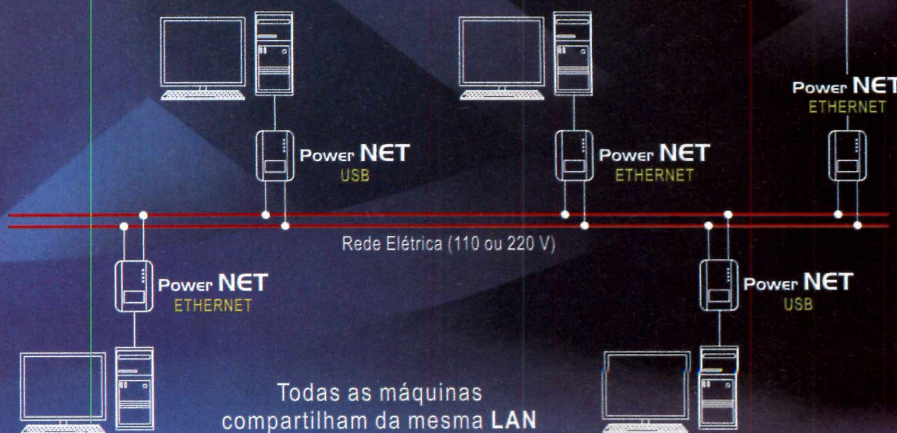 Power NET
ETHERNET
Power NET
USB
Power NET
ETHERNET
Rede Elétrica (110 ou 220 V)
Power NET
ETHERNET
Power NET
USB
Todas as máquinas
compartilham da mesma LAN